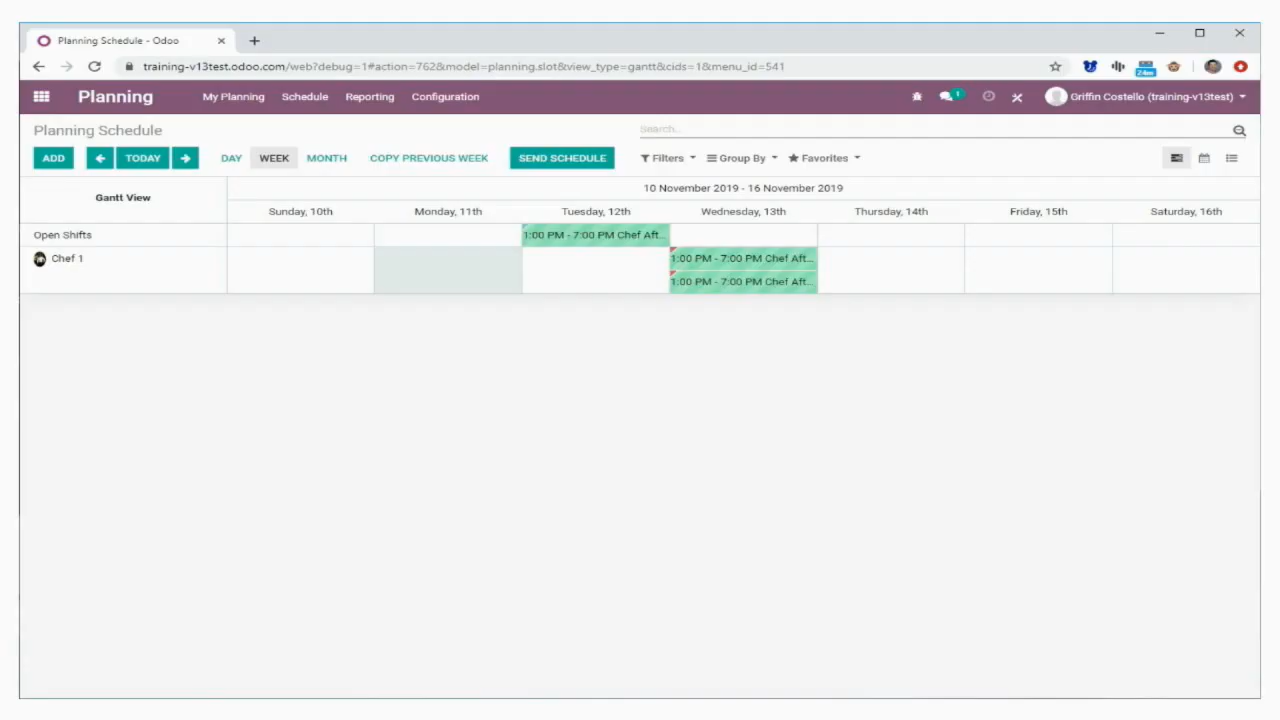 Planning Schedule - Odoo
training-v13test.odoo.com/web?debug=1#action=762&model=planning.slot&view_type=gantt&cids=1&menu_id=541
24m
Planning My Planning Schedule Reporting Configuration 1 Griffin Costello (training-v13test)
Planning Schedule Search...
ADD TODAY DAY WEEK MONTH COPY PREVIOUS WEEK SEND SCHEDULE Filters Group By Favorites
Gantt View 10 November 2019 - 16 November 2019
Sunday, 10th Monday, 11th Tuesday, 12th Wednesday, 13th Thursday, 14th Friday, 15th Saturday, 16th
Open Shifts 1:00 PM - 7:00 PM Chef Aft...
Chef 1 1:00 PM - 7:00 PM Chef Aft...
1:00 PM - 7:00 PM Chef Aft...